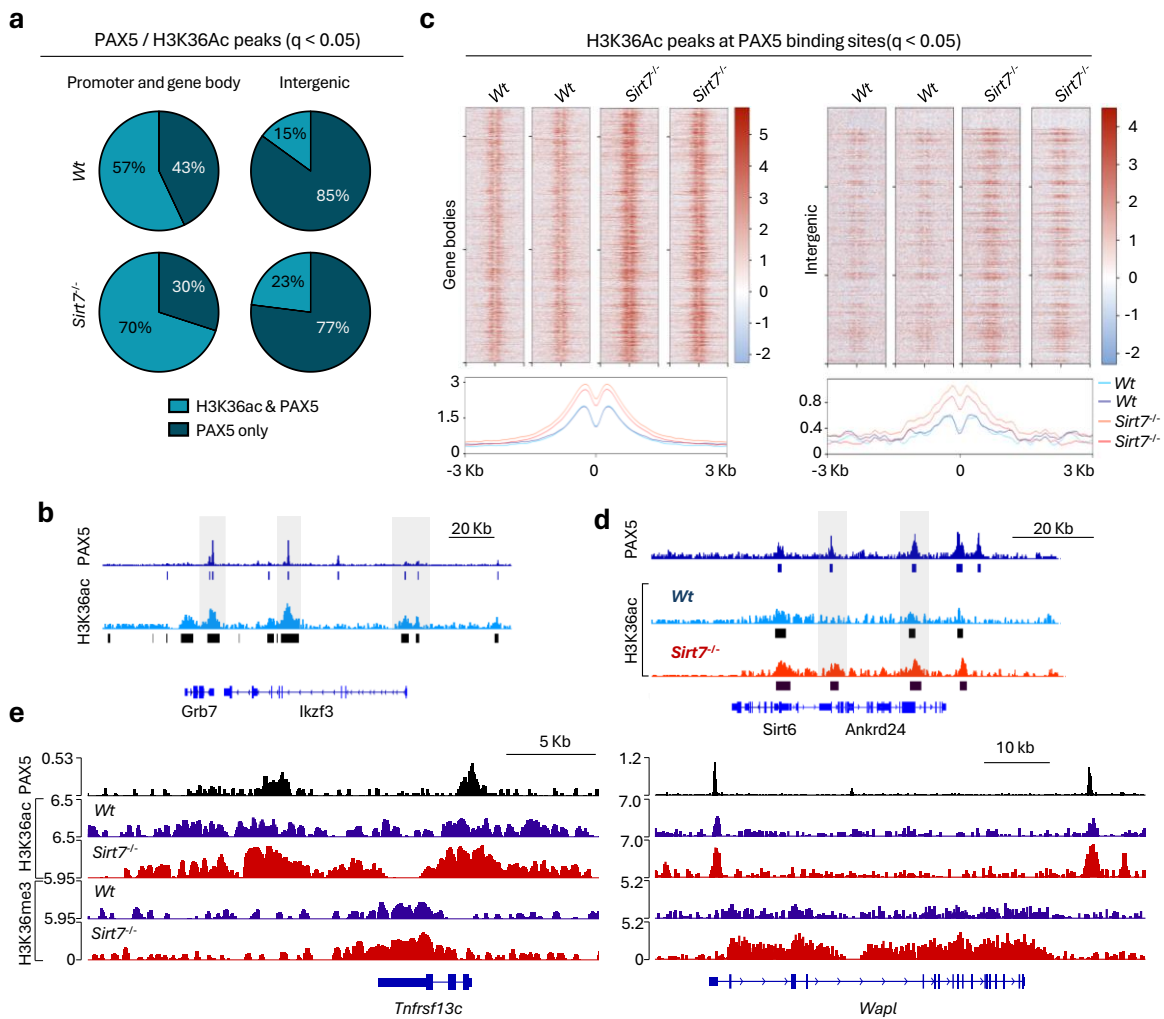 a
PAX5 / H3K36Ac peaks (q < 0.05)
Promoter and gene body
Intergenic
Wt
57%
43%
15%
85%
Sirt7-/-
70%
30%
23%
77%
H3K36ac & PAX5
PAX5 only
c
H3K36Ac peaks at PAX5 binding sites(q < 0.05)
Wt
Wt
Sirt7-/-
Sirt7-/-
Gene bodies
5
4
3
2
1
0
-1
-2
3
1.5
0
-3 Kb
0
3 Kb
Wt
Wt
Sirt7-/-
Sirt7-/-
Intergenic
4
3
2
1
0
-1
-2
0.8
0.4
0
-3 Kb
0
3 Kb
Wt
Wt
Sirt7-/-
Sirt7-/-
b
20 Kb
PAX5
H3K36ac
Grb7
Ikzf3
d
20 Kb
PAX5
H3K36ac
Wt
Sirt7-/-
Sirt6
Ankrd24
e
5 Kb
PAX5
0.53
H3K36ac
6.5
Wt
6.5
Sirt7-/-
H3K36me3
5.95
Wt
5.95
Sirt7-/-
0
Tnfrsf13c
10 kb
1.2
7.0
7.0
5.2
5.2
0
Wapl